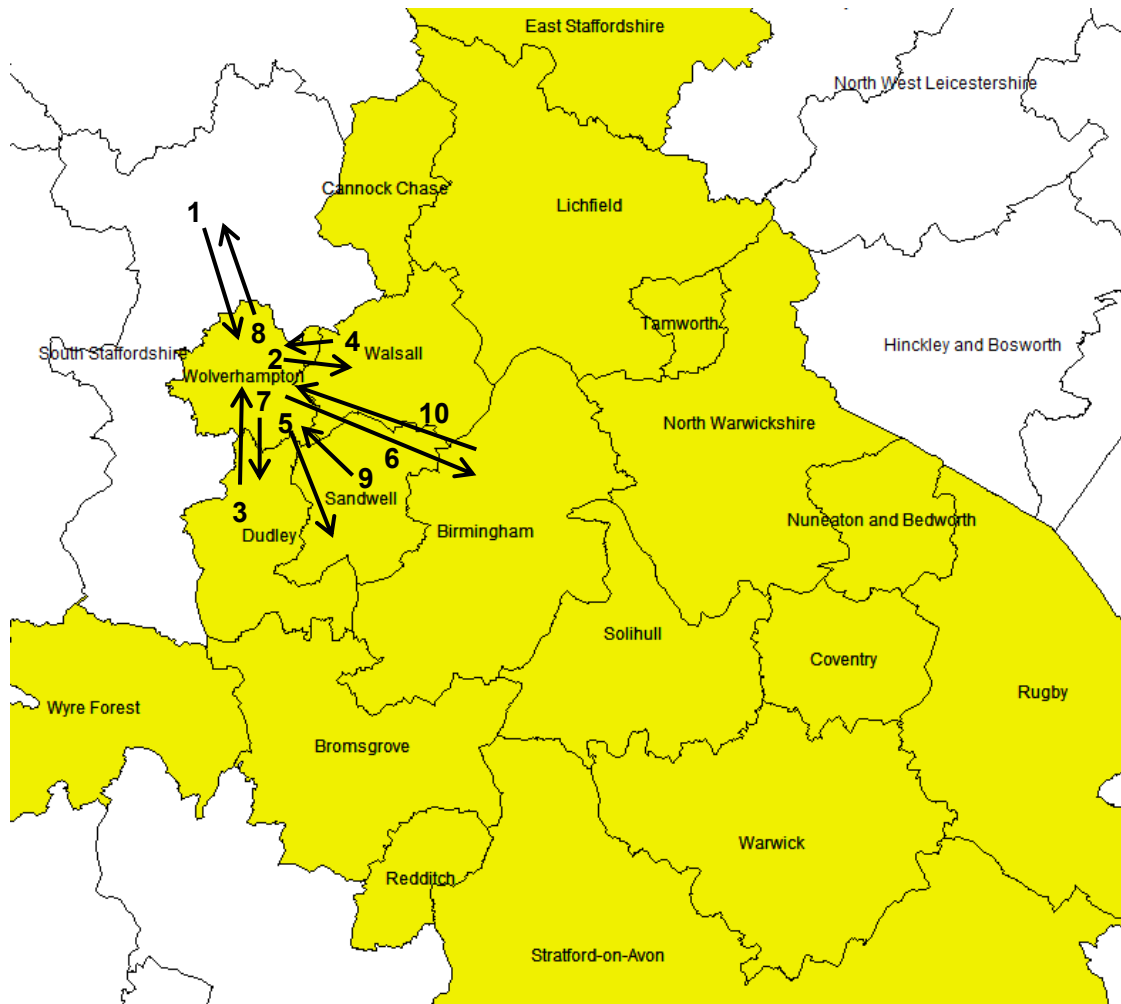 East Staffordshire
North West Leicestershire
Cannock Chase
Lichfield
1
8
Tamworth
4
South Staffordshire
2
Walsall
Hinckley and Bosworth
Wolverhampton
7
10
5
North Warwickshire
6
9
Sandwell
3
Nuneaton and Bedworth
Dudley
Birmingham
Solihull
Coventry
Rugby
Wyre Forest
Bromsgrove
Warwick
Redditch
Stratford-on-Avon